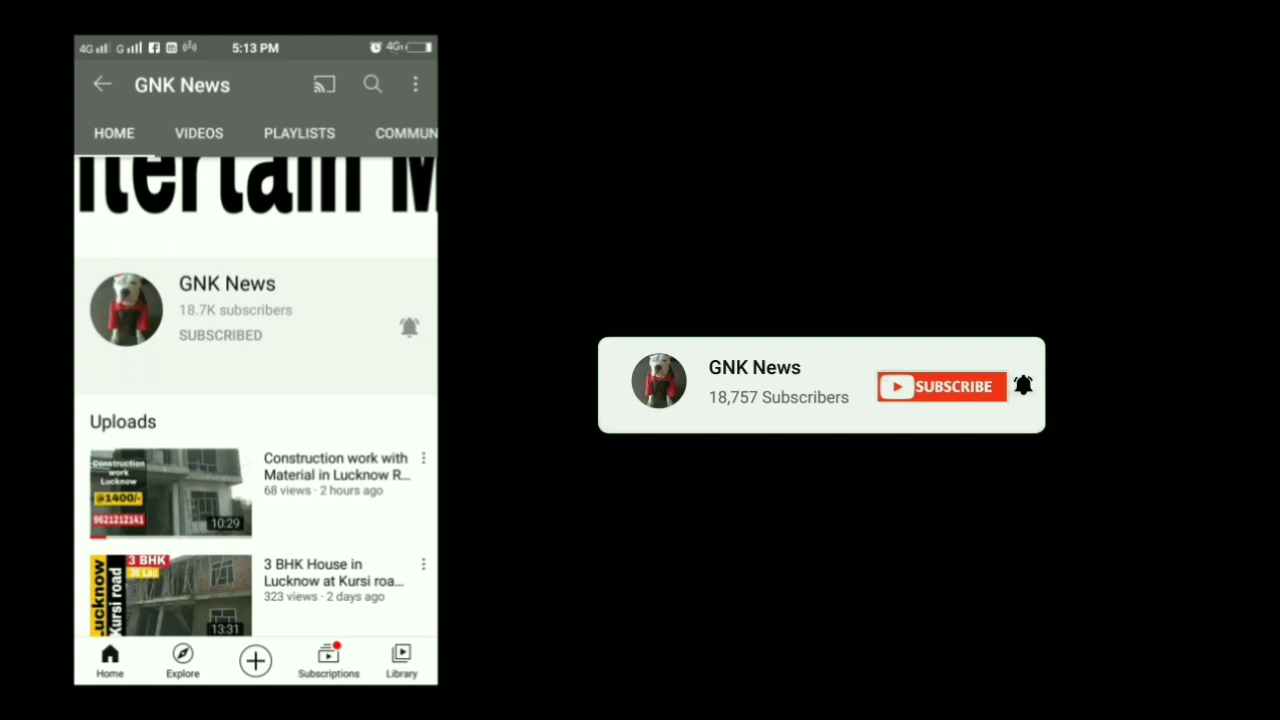 4G G 5:13 PM 4G
GNK News
HOME VIDEOS PLAYLISTS COMMUN
ntertain M
GNK News
18.7K subscribers
SUBSCRIBED
Uploads
Construction
work
Lucknow
@1400/-
9621212141
10:29
Construction work with
Material in Lucknow R...
68 views · 2 hours ago
Lucknow
Kursi road
3 BHK
13:31
3 BHK House in
Lucknow at Kursi roa...
323 views · 2 days ago
Home Explore Subscriptions Library
GNK News
18,757 Subscribers
SUBSCRIBE